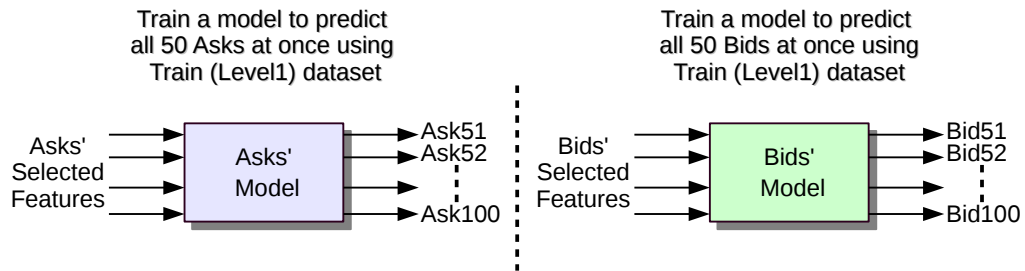 Train a model to predict
all 50 Asks at once using
Train (Level1) dataset
Asks'
Selected
Features
Asks'
Model
Ask51
Ask52
Ask100
Train a model to predict
all 50 Bids at once using
Train (Level1) dataset
Bids'
Selected
Features
Bids'
Model
Bid51
Bid52
Bid100